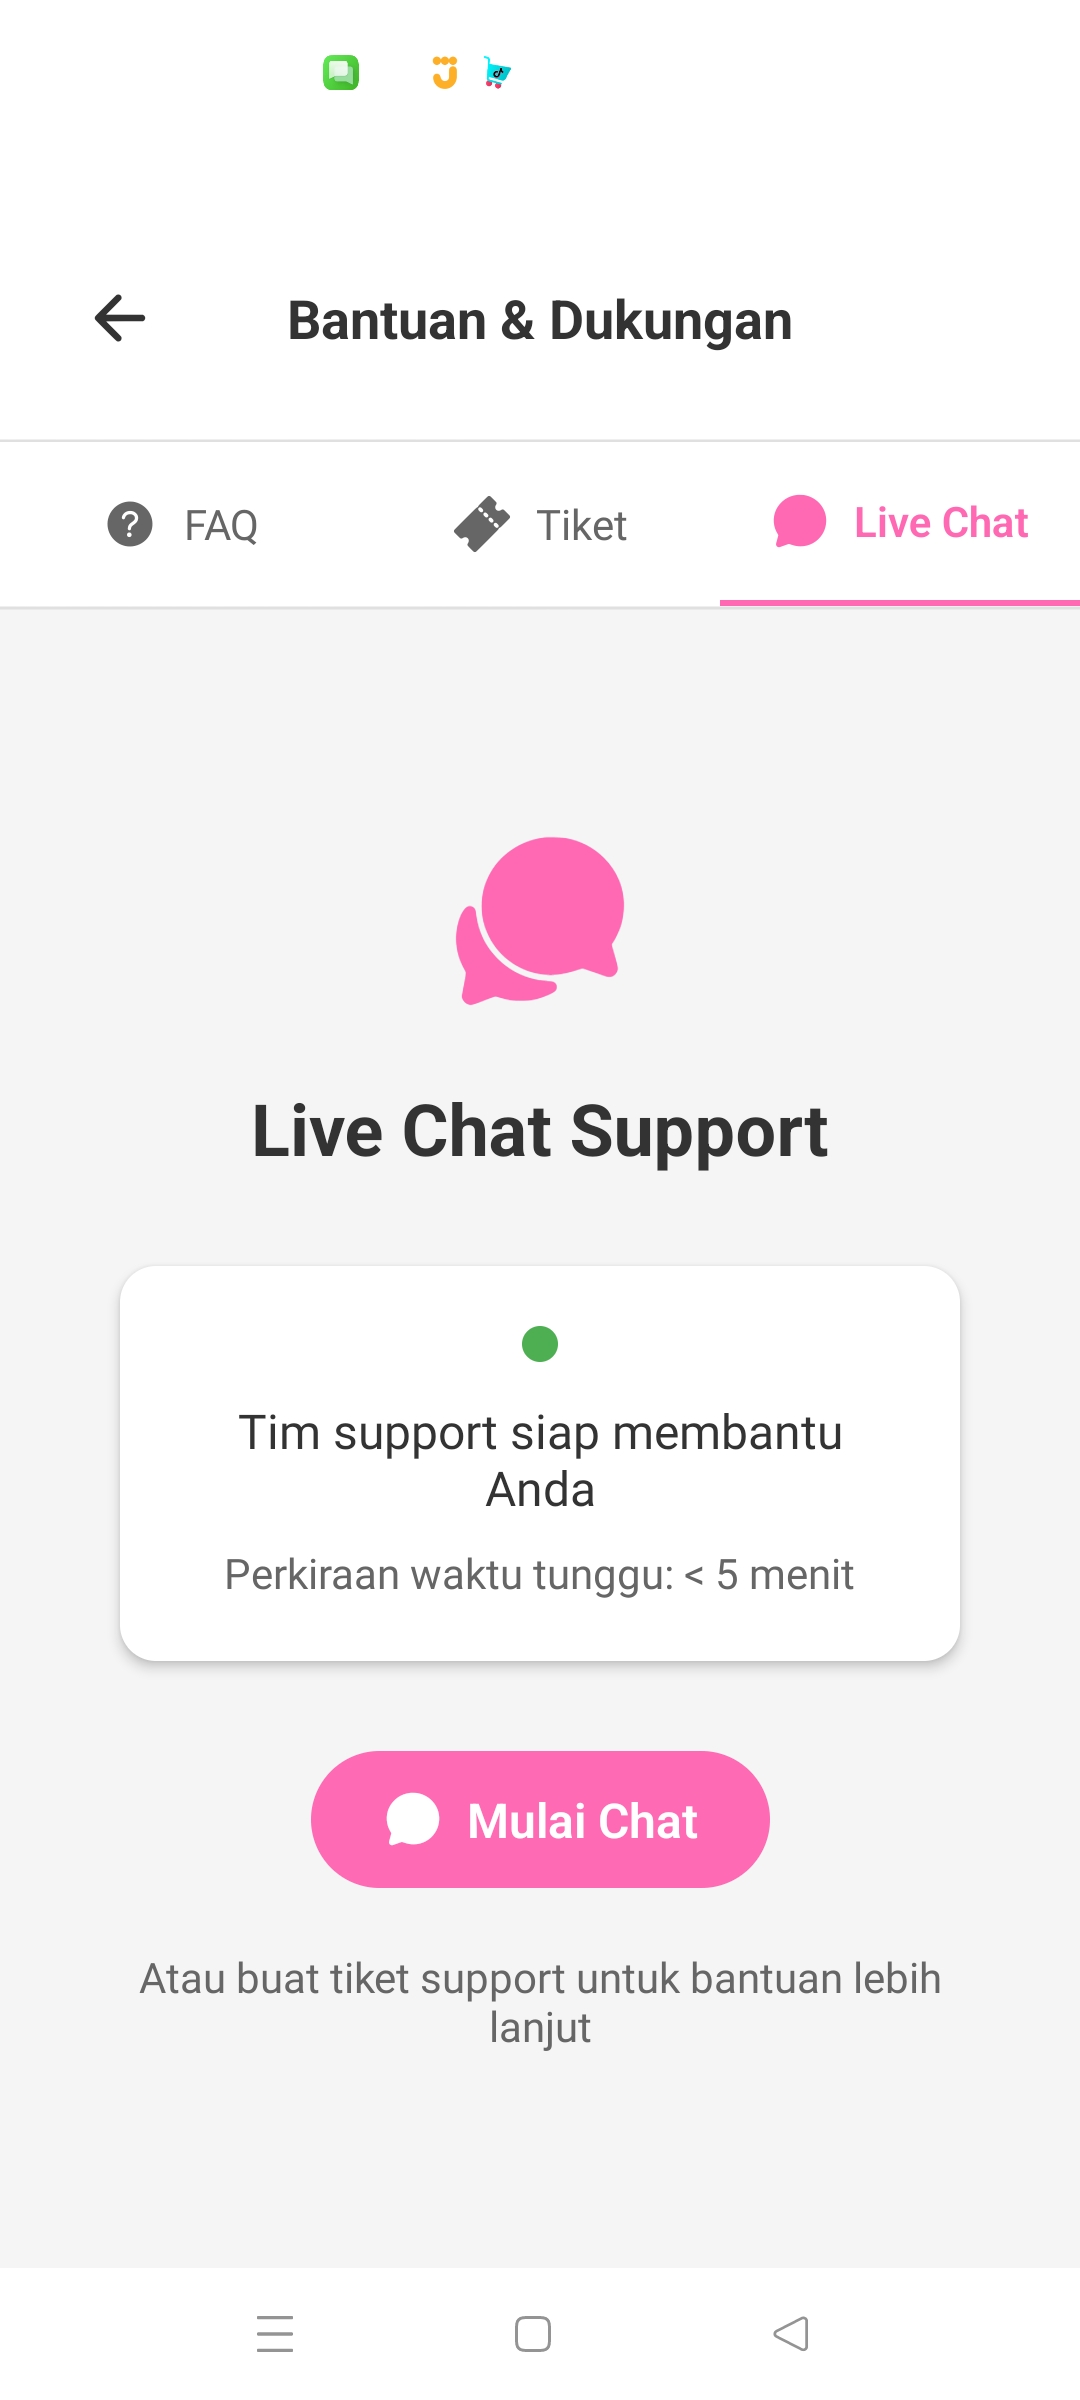 Bantuan & Dukungan
FAQ
Tiket
Live Chat
Live Chat Support
Tim support siap membantu
Anda
Perkiraan waktu tunggu: < 5 menit
Mulai Chat
Atau buat tiket support untuk bantuan lebih
lanjut